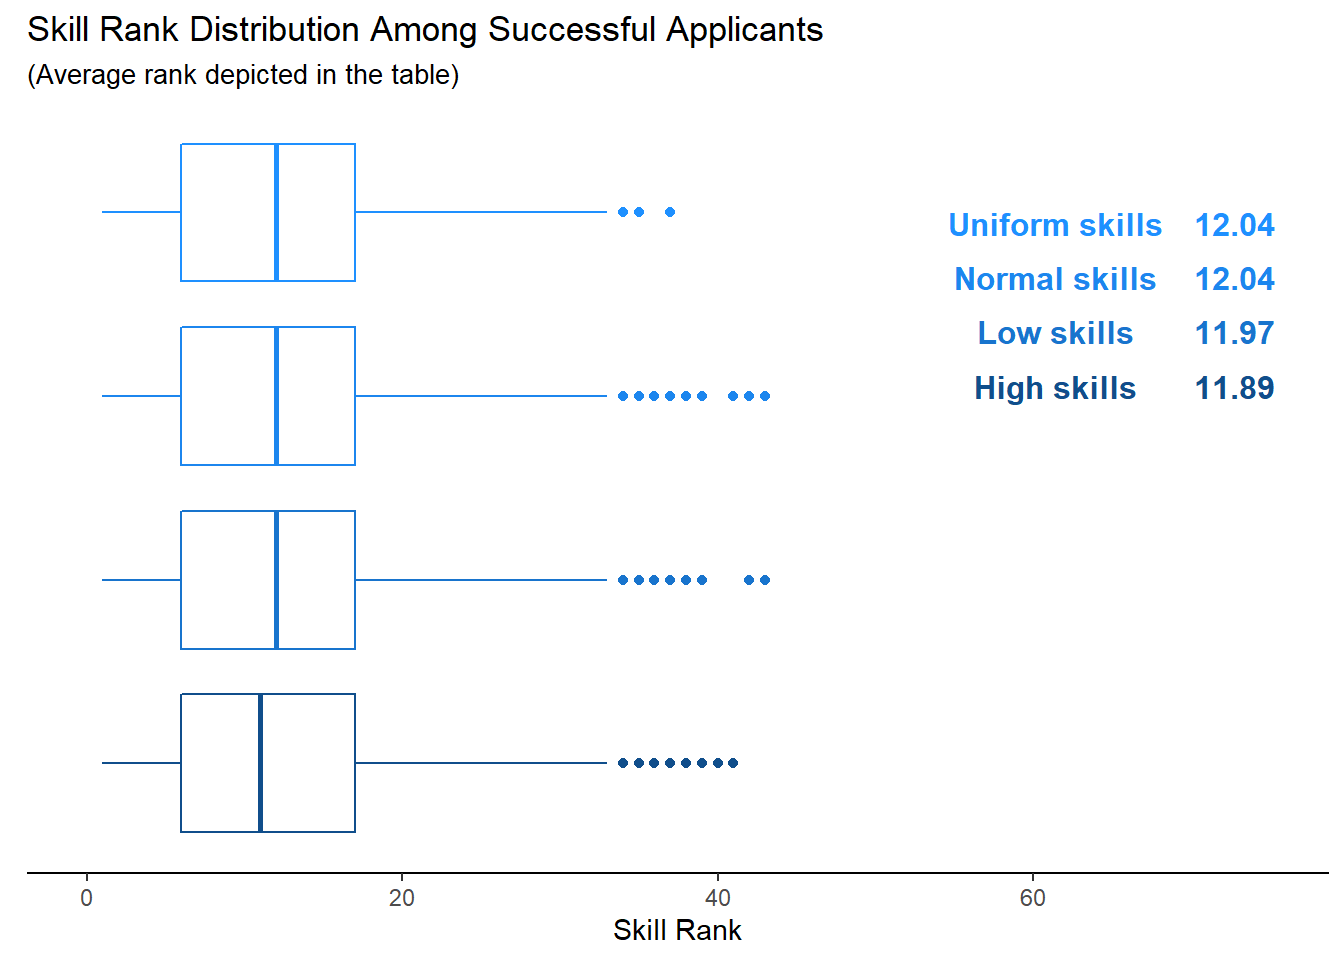 Skill Rank Distribution Among Successful Applicants
(Average rank depicted in the table)
Uniform skills 12.04
Normal skills 12.04
Low skills 11.97
High skills 11.89
0 20 40 60
Skill Rank